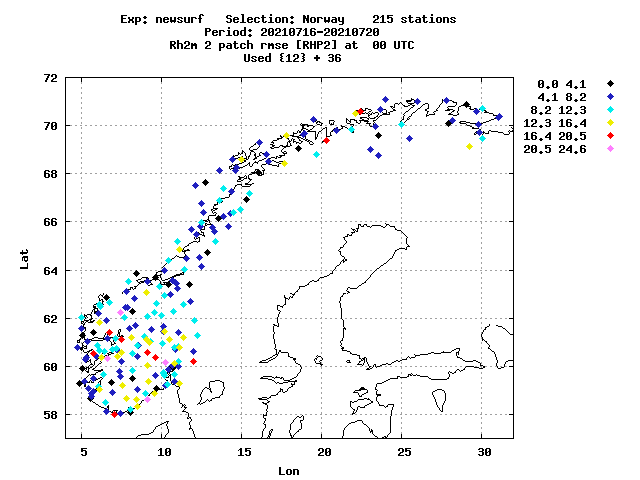 Exp: newsurf Selection: Norway 215 stations
Period: 20210716-20210720
Rh2m 2 patch rmse [RHP2] at 00 UTC
Used {12} + 36
0.0 4.1
4.1 8.2
8.2 12.3
12.3 16.4
16.4 20.5
20.5 24.6
72
70
68
66
64
62
60
58
Lat
5 10 15 20 25 30
Lon